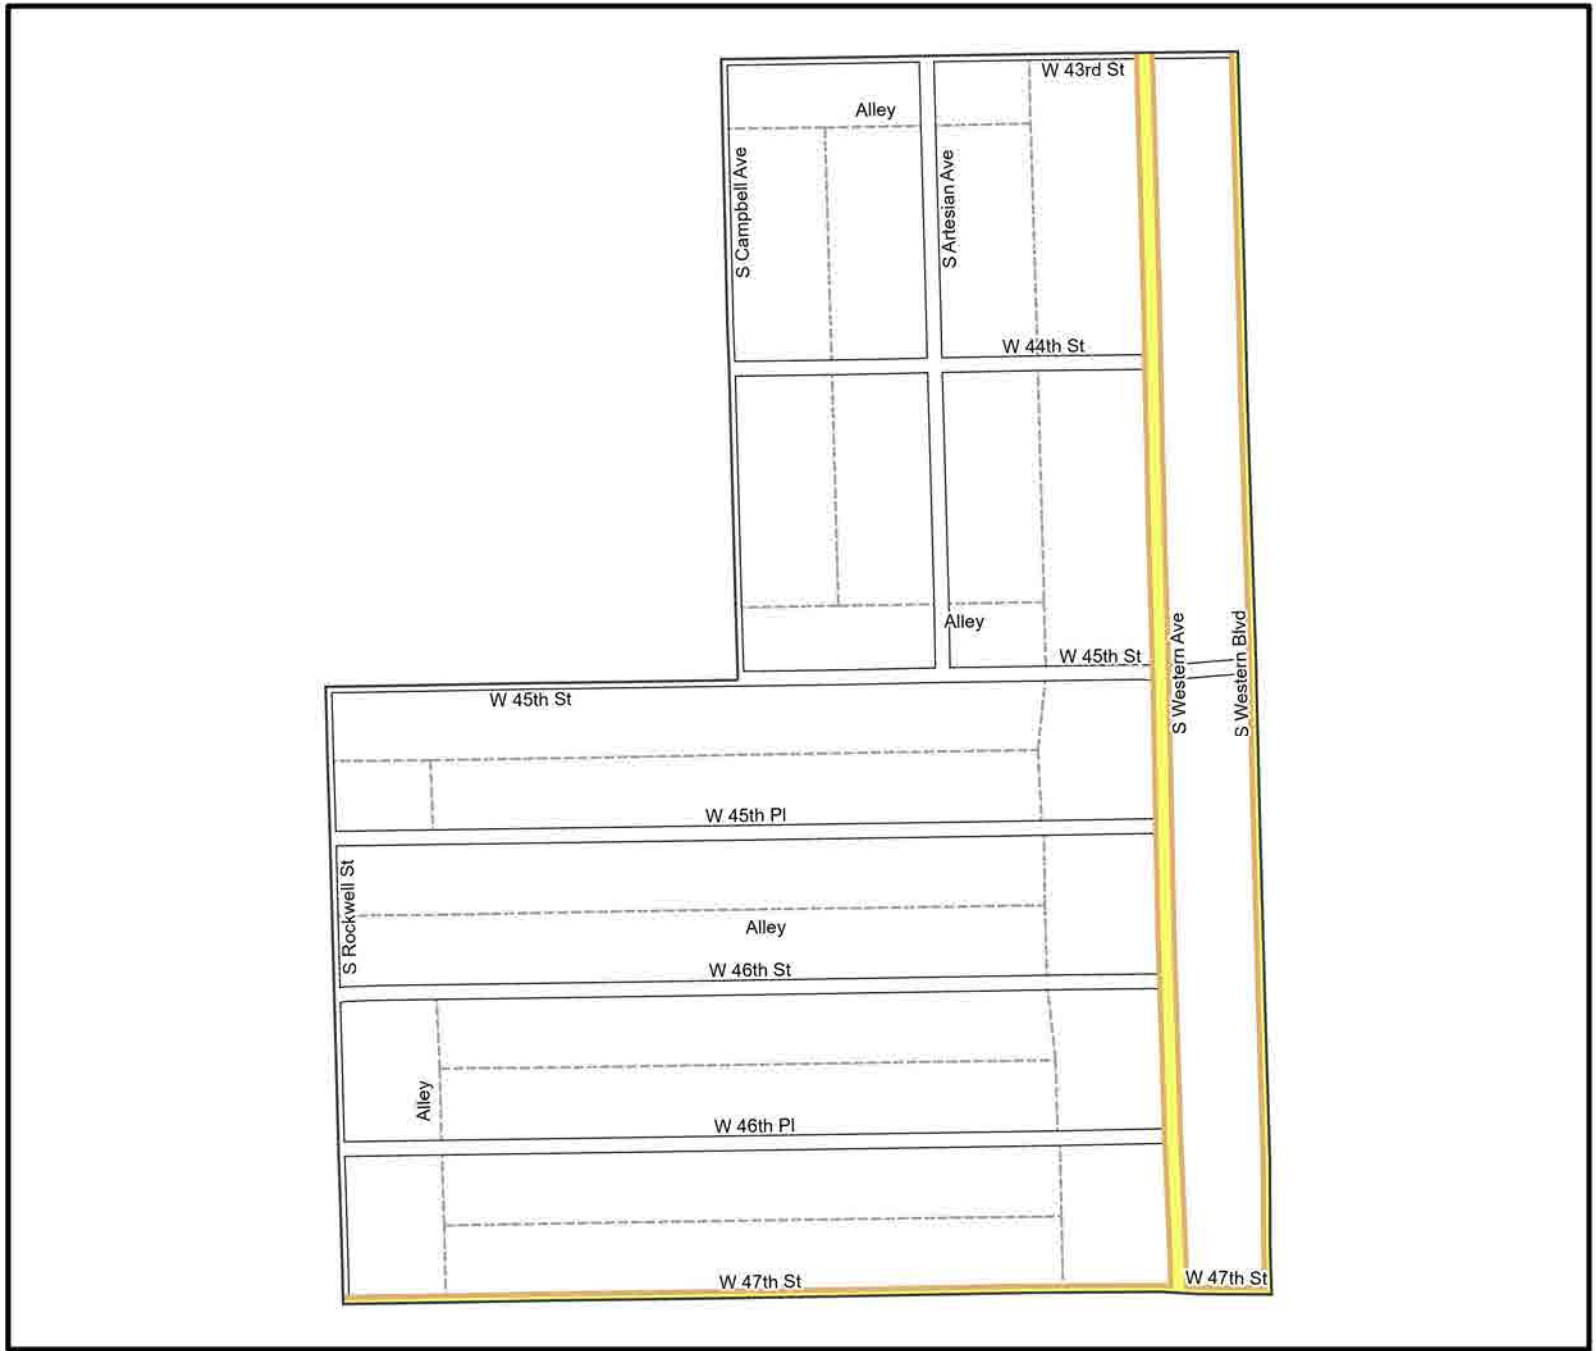 W 43rd St
Alley
S Campbell Ave
S Artesian Ave
W 44th St
Alley
W 45th St
S Western Ave
S Western Blvd
W 45th St
W 45th Pl
S Rockwell St
Alley
W 46th St
Alley
W 46th Pl
W 47th St
W 47th St